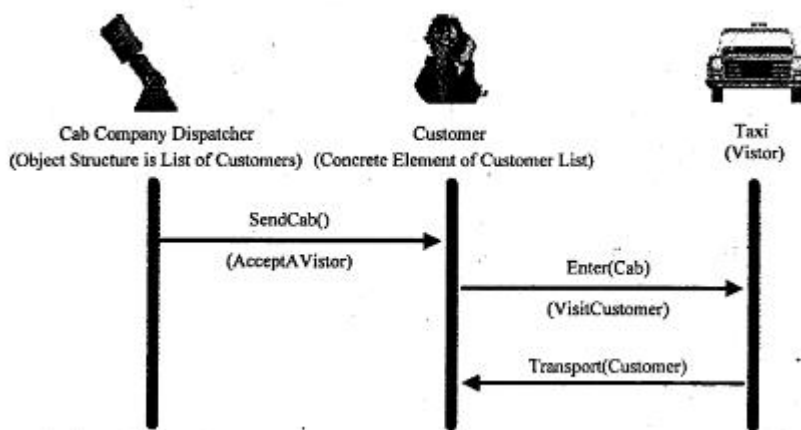 Cab Company Dispatcher
(Object Structure is List of Customers)
Customer
(Concrete Element of Customer List)
Taxi
(Vistor)
SendCab()
(AcceptAVistor)
Enter(Cab)
(VisitCustomer)
Transport(Customer)